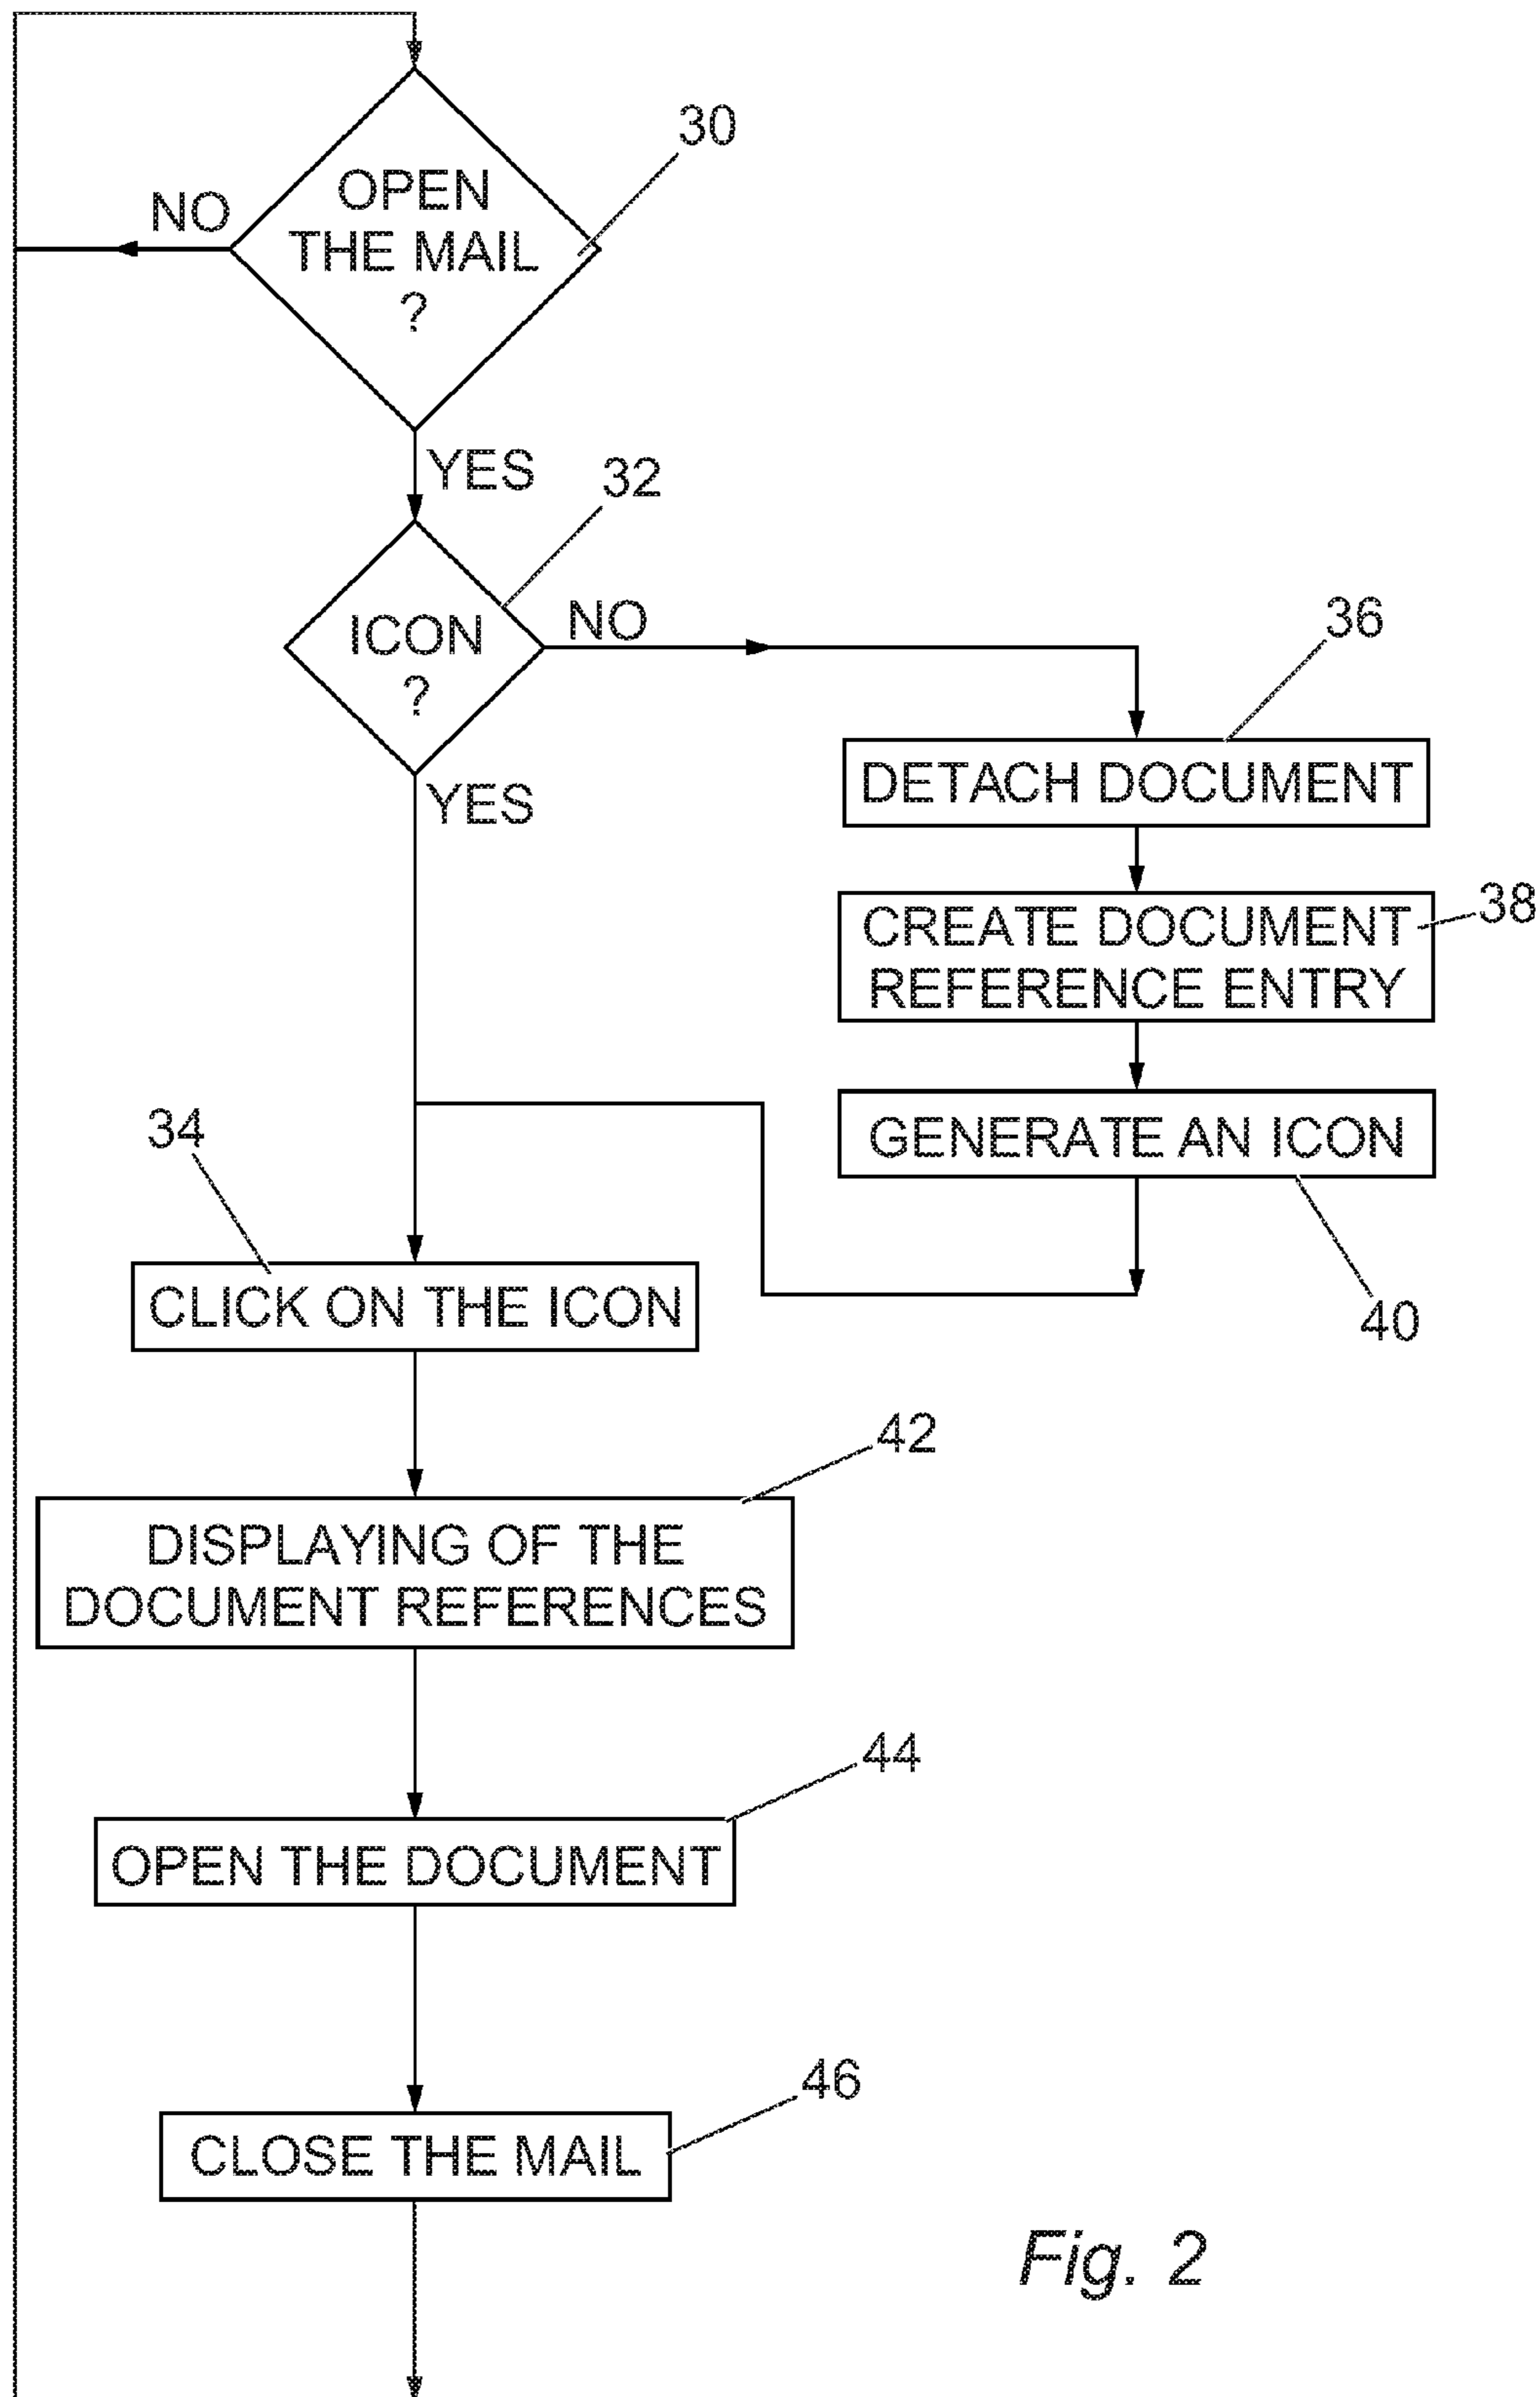 30
OPEN
THE MAIL
?
NO
YES
32
ICON
?
NO
YES
36
DETACH DOCUMENT
38
CREATE DOCUMENT
REFERENCE ENTRY
GENERATE AN ICON
40
34
CLICK ON THE ICON
42
DISPLAYING OF THE
DOCUMENT REFERENCES
44
OPEN THE DOCUMENT
46
CLOSE THE MAIL
Fig. 2